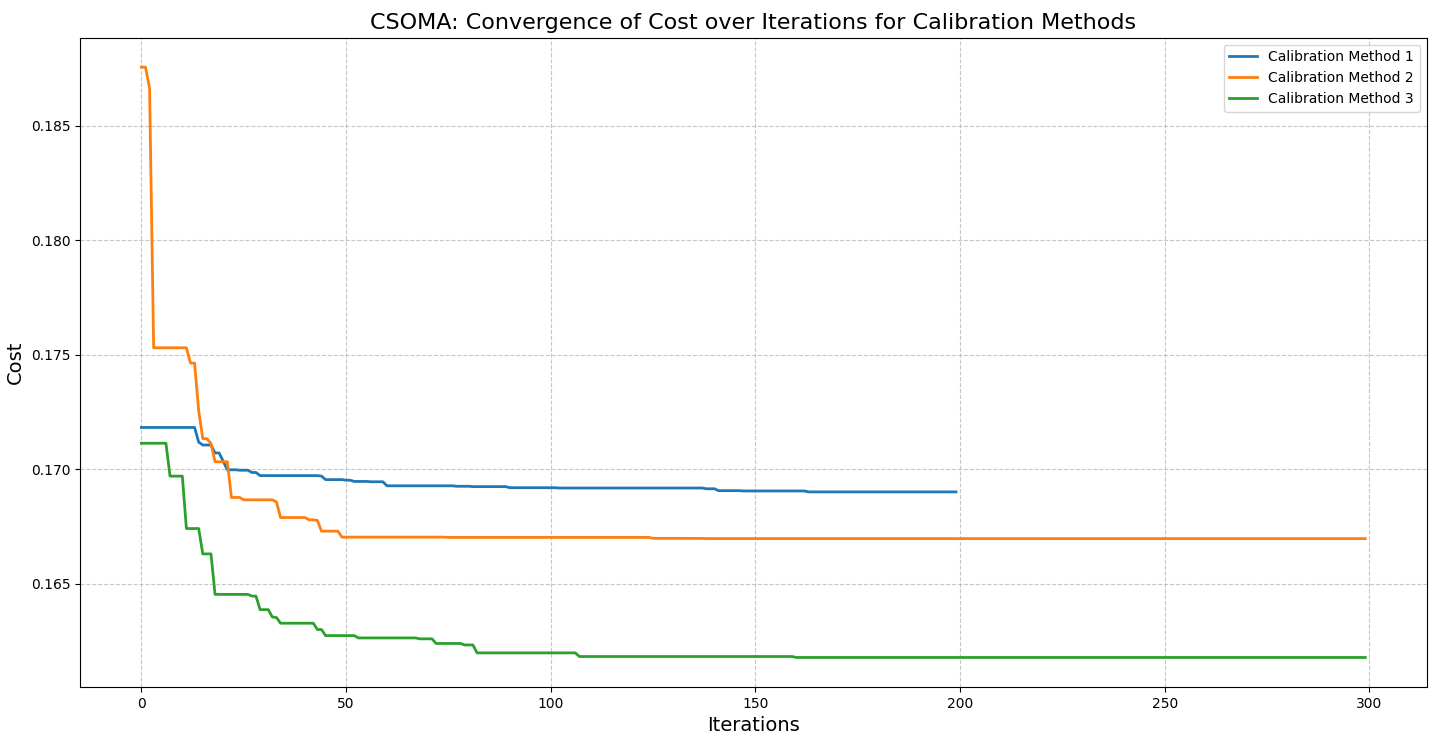 CSOMA: Convergence of Cost over Iterations for Calibration Methods
Calibration Method 1
Calibration Method 2
Calibration Method 3
Cost
0.185
0.180
0.175
0.170
0.165
0 50 100 150 200 250 300
Iterations